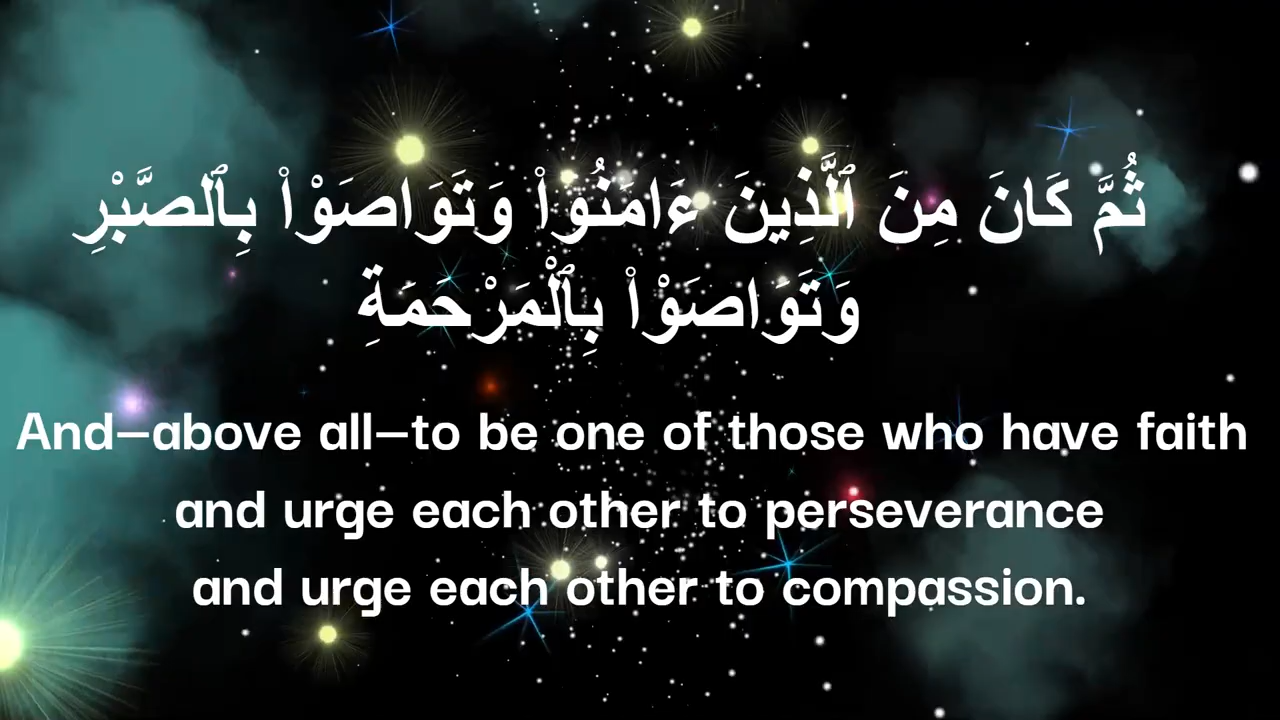 ثُمَّ كَانَ مِنَ ٱلَّذِينَ ءَامَنُوا۟ وَتَوَاصَوْا۟ بِٱلصَّبْرِ
وَتَوَاصَوْا۟ بِٱلْمَرْحَمَةِ
And—above all—to be one of those who have faith
and urge each other to perseverance
and urge each other to compassion.